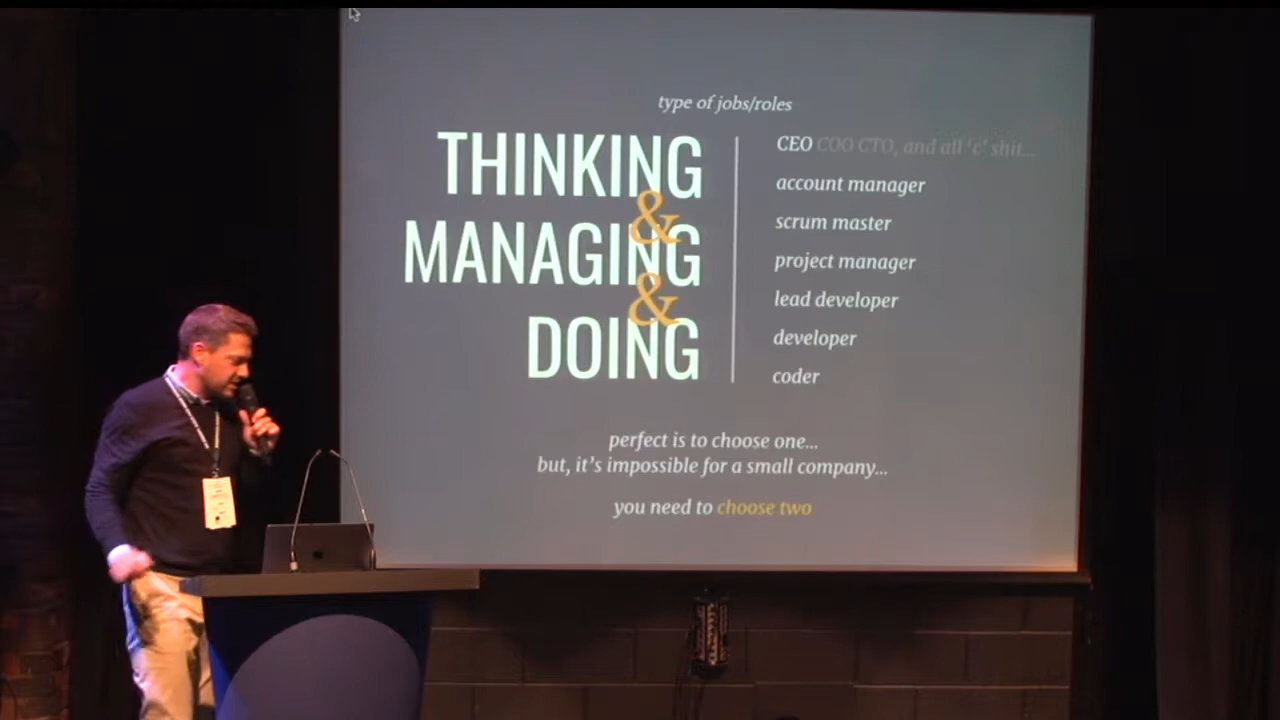 type of jobs/roles
THINKING
&
MANAGING
&
DOING
CEO COO CTO, and all ‘c’ shit...
account manager
scrum master
project manager
lead developer
developer
coder
perfect is to choose one...
but, it’s impossible for a small company...
you need to choose two